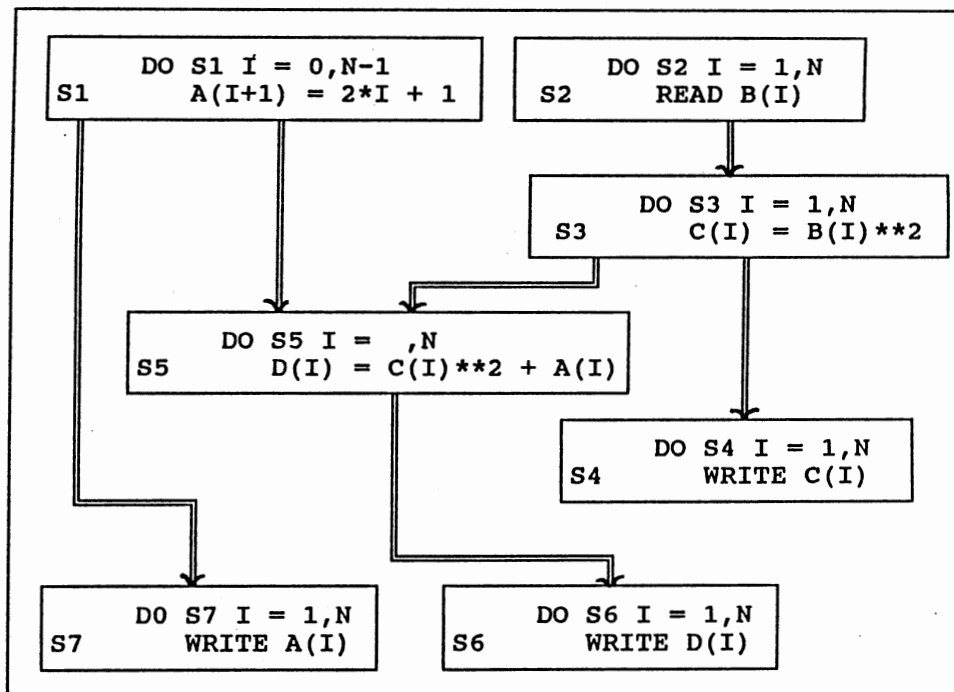 DO S1 I = 0,N-1
S1 A(I+1) = 2*I + 1
DO S2 I = 1,N
S2 READ B(I)
DO S3 I = 1,N
S3 C(I) = B(I)**2
DO S5 I = ,N
S5 D(I) = C(I)**2 + A(I)
DO S4 I = 1,N
S4 WRITE C(I)
DO S7 I = 1,N
S7 WRITE A(I)
DO S6 I = 1,N
S6 WRITE D(I)